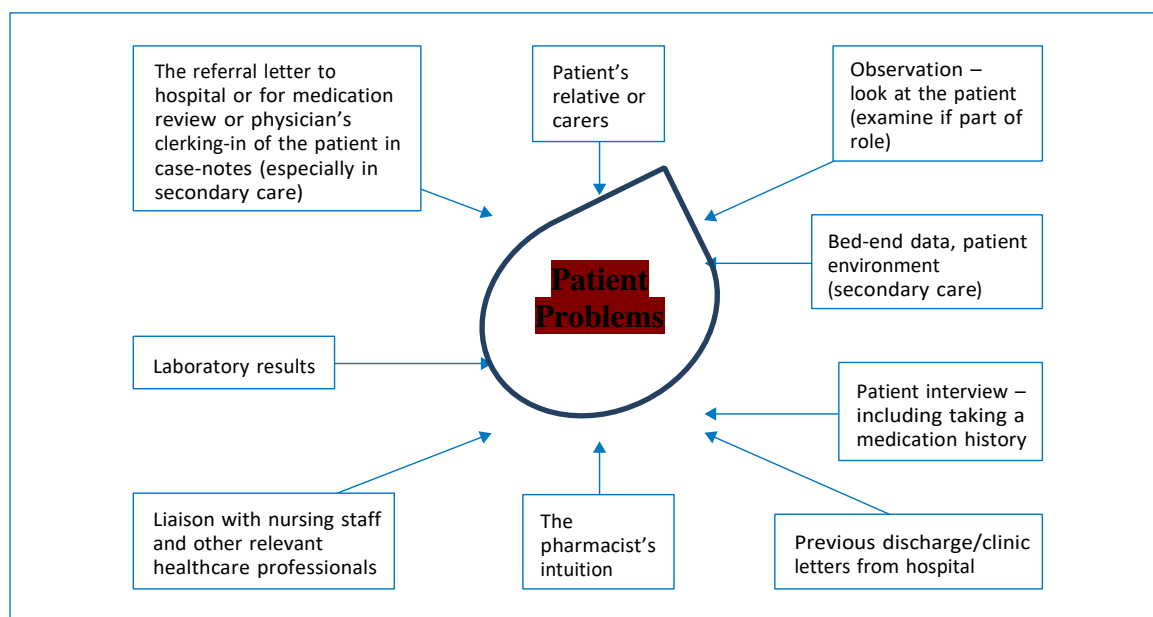 The referral letter to
hospital or for medication
review or physician’s
clerking-in of the patient in
case-notes (especially in
secondary care)
Patient’s
relative or
carers
Observation –
look at the patient
(examine if part of
role)
Bed-end data, patient
environment
(secondary care)
Patient
Problems
Laboratory results
Patient interview –
including taking a
medication history
Liaison with nursing staff
and other relevant
healthcare professionals
The
pharmacist’s
intuition
Previous discharge/clinic
letters from hospital